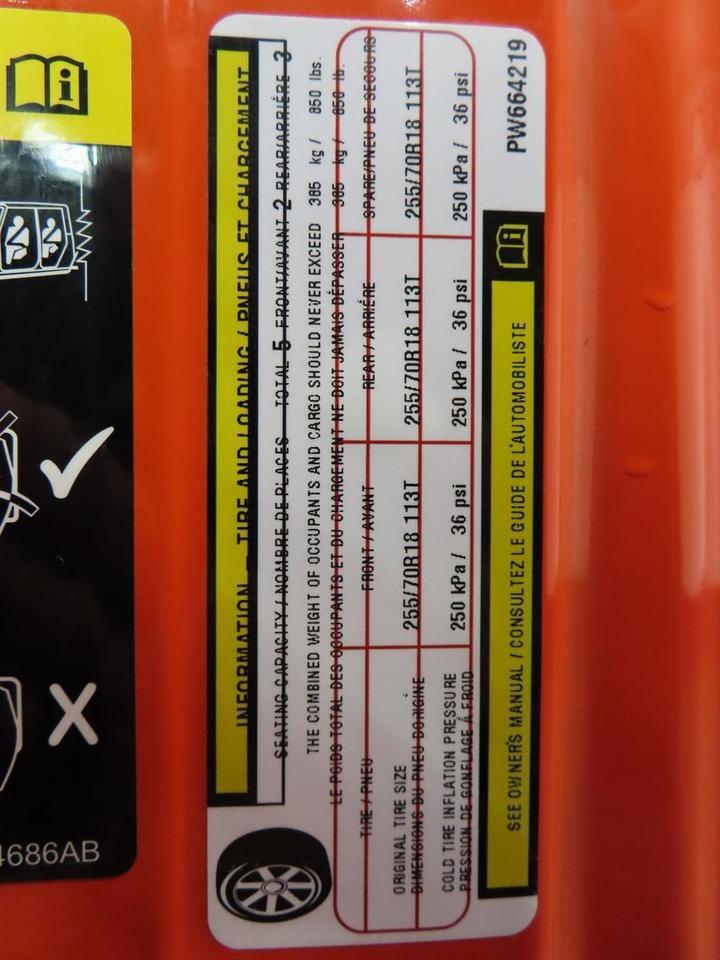 INFORMATION – TIRE AND LOADING / PNEUS ET CHARGEMENT
SEATING CAPACITY / NOMBRE DE PLACES TOTAL 5 FRONT/AVANT 2 REAR/ARRIÉRE 3
THE COMBINED WEIGHT OF OCCUPANTS AND CARGO SHOULD NEVER EXCEED 385 kg / 850 lbs.
LE POIDS TOTAL DES OCCUPANTS ET DU CHARGEMENT NE DOIT JAMAIS DÉPASSER 385 kg / 850 lb.
TIRE / PNEU FRONT / AVANT REAR / ARRIÉRE SPARE/PNEU DE SECOURS
ORIGINAL TIRE SIZE
DIMENSIONS DU PNEU D'ORIGINE
255/70R18 113T 255/70R18 113T 255/70R18 113T
COLD TIRE INFLATION PRESSURE
PRESSION DE GONFLAGE Á FROID
250 kPa / 36 psi 250 kPa / 36 psi 250 kPa / 36 psi
SEE OWNER'S MANUAL / CONSULTEZ LE GUIDE DE L'AUTOMOBILISTE
PW664219
4686AB